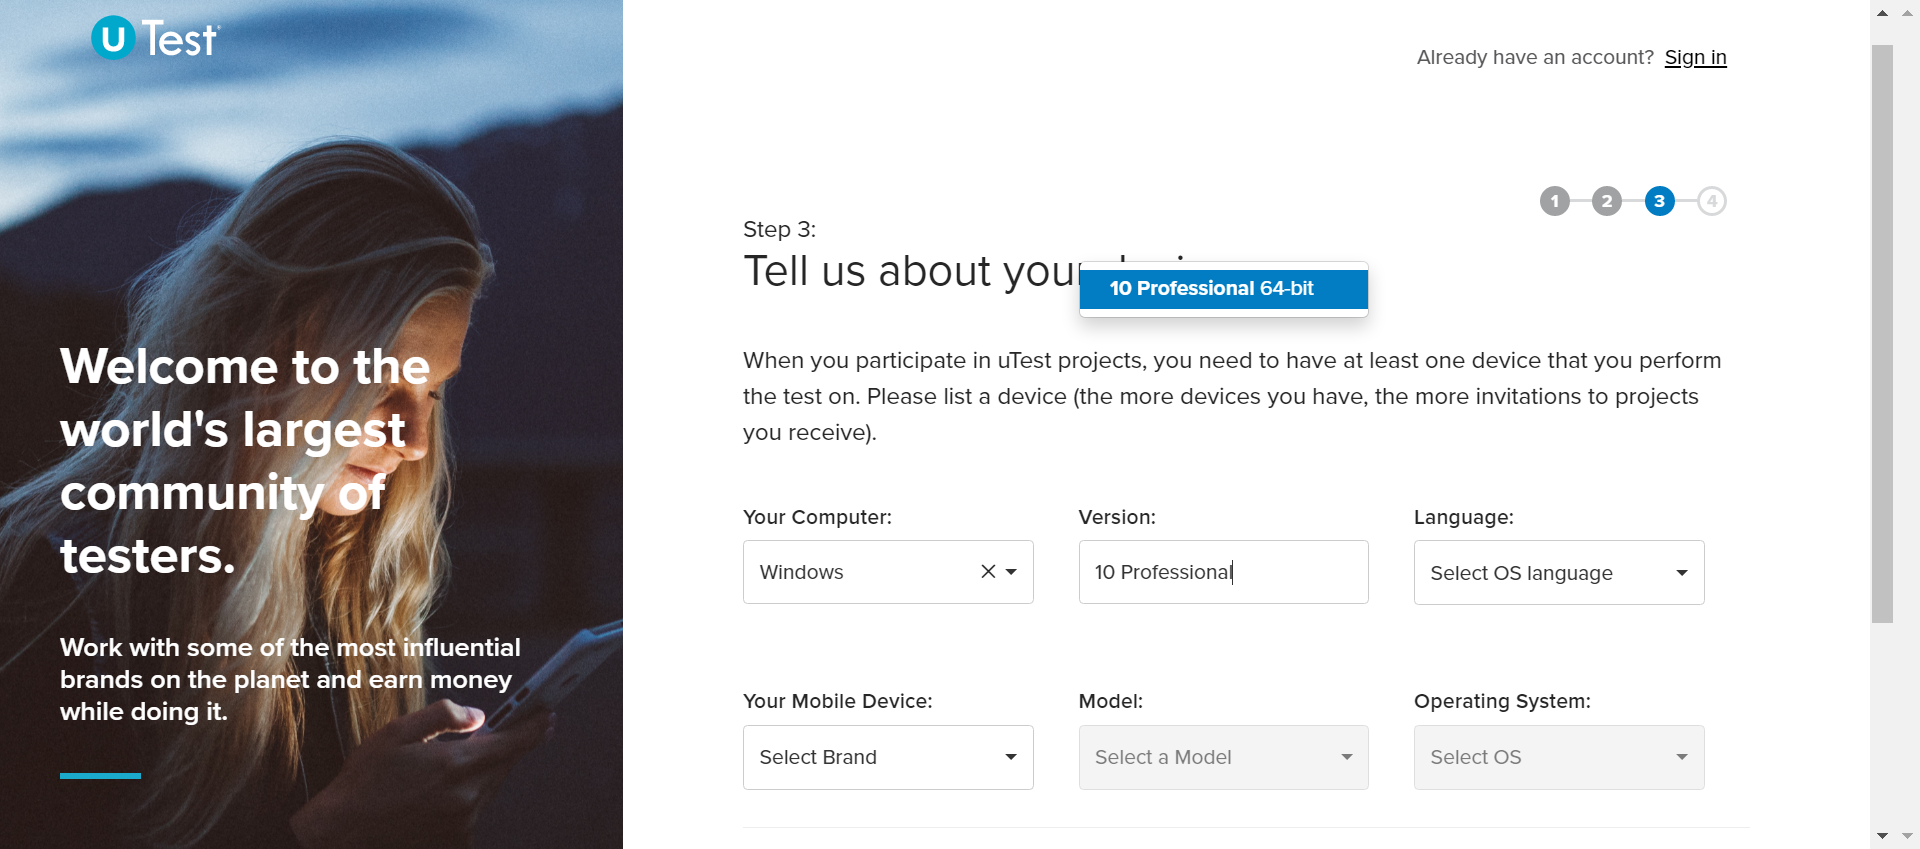 u Test
Welcome to the
world's largest
community of
testers.
Work with some of the most influential
brands on the planet and earn money
while doing it.
Already have an account? Sign in
1 2 3 4
Step 3:
Tell us about your
10 Professional 64-bit
When you participate in uTest projects, you need to have at least one device that you perform
the test on. Please list a device (the more devices you have, the more invitations to projects
you receive).
Your Computer: Version: Language:
Windows 10 Professional Select OS language
Your Mobile Device: Model: Operating System:
Select Brand Select a Model Select OS